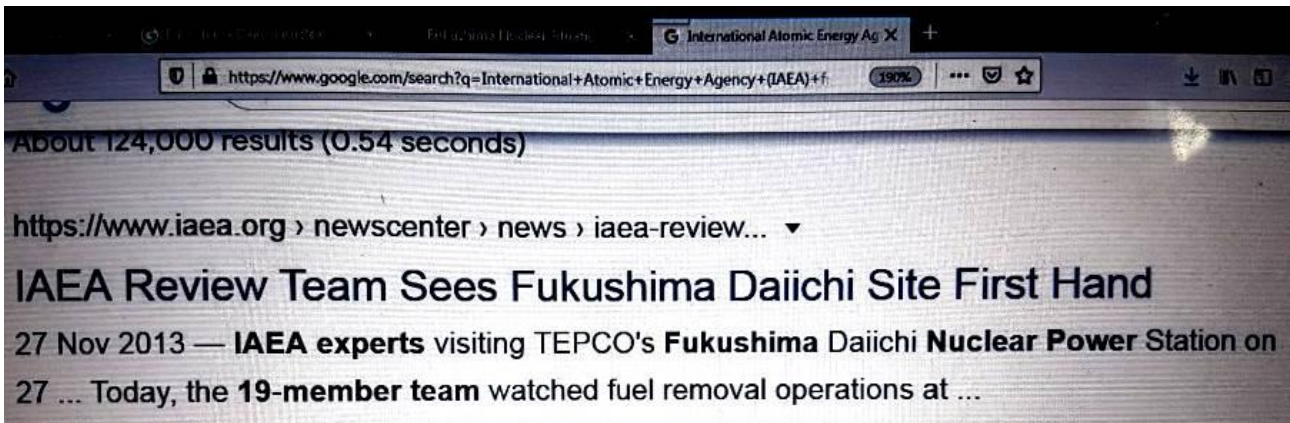 International Atomic Energy Ag
https://www.google.com/search?q=International+Atomic+Energy+Agency+(IAEA)+f
190%
About 124,000 results (0.54 seconds)
https://www.iaea.org › newscenter › news › iaea-review...
IAEA Review Team Sees Fukushima Daiichi Site First Hand
27 Nov 2013 — IAEA experts visiting TEPCO's Fukushima Daiichi Nuclear Power Station on
27 ... Today, the 19-member team watched fuel removal operations at ...